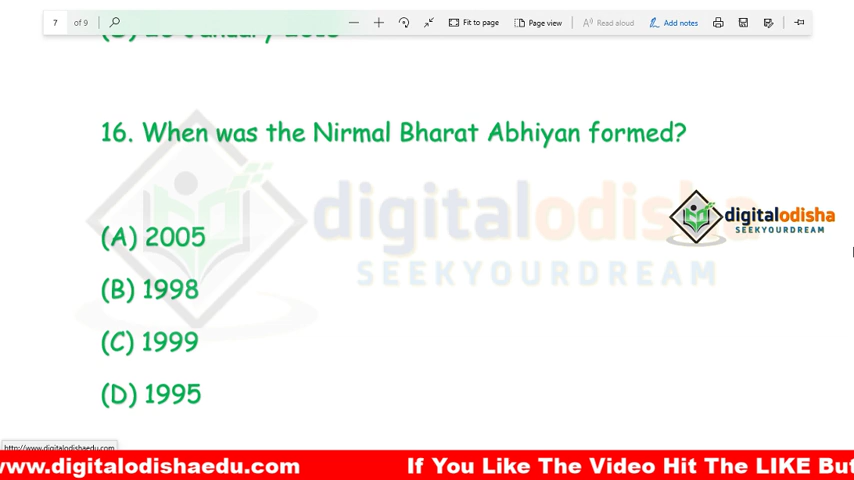 7 of 9 Fit to page Page view Read aloud Add notes
16. When was the Nirmal Bharat Abhiyan formed?
digitalodisha
SEEKYOURDREAM
digitalodisha
SEEKYOURDREAM
(A) 2005
(B) 1998
(C) 1999
(D) 1995
http://www.digitalodishaedu.com
www.digitalodishaedu.com If You Like The Video Hit The LIKE But